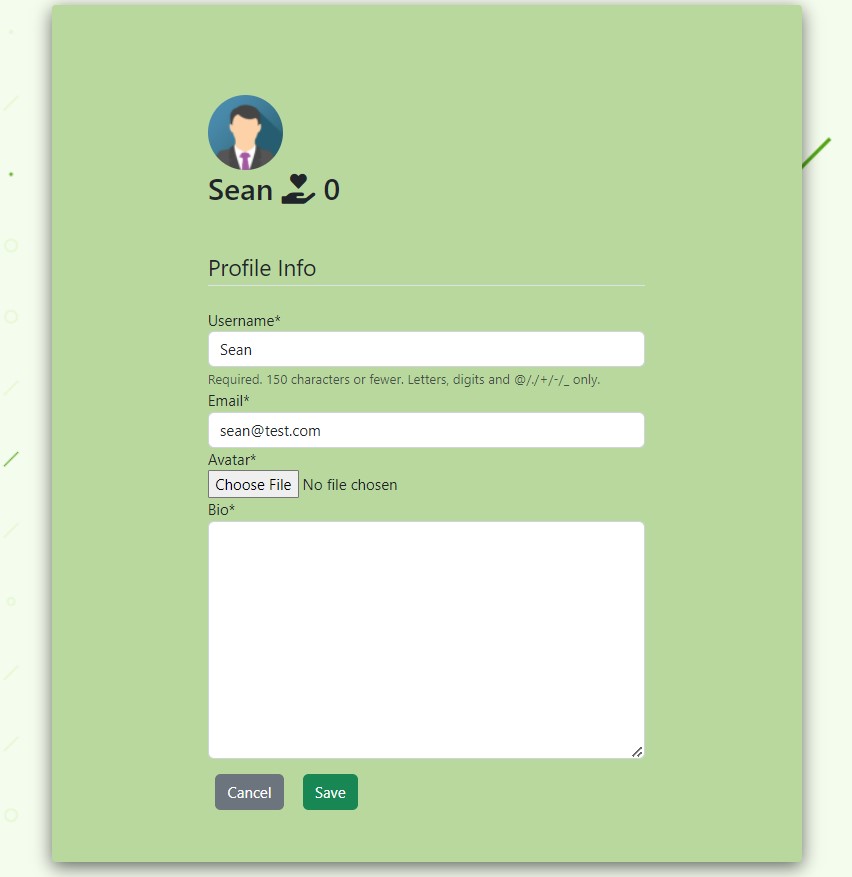 Sean 0
Profile Info
Username*
Sean
Required. 150 characters or fewer. Letters, digits and @/./+/-/_ only.
Email*
sean@test.com
Avatar*
Choose File No file chosen
Bio*
Cancel Save